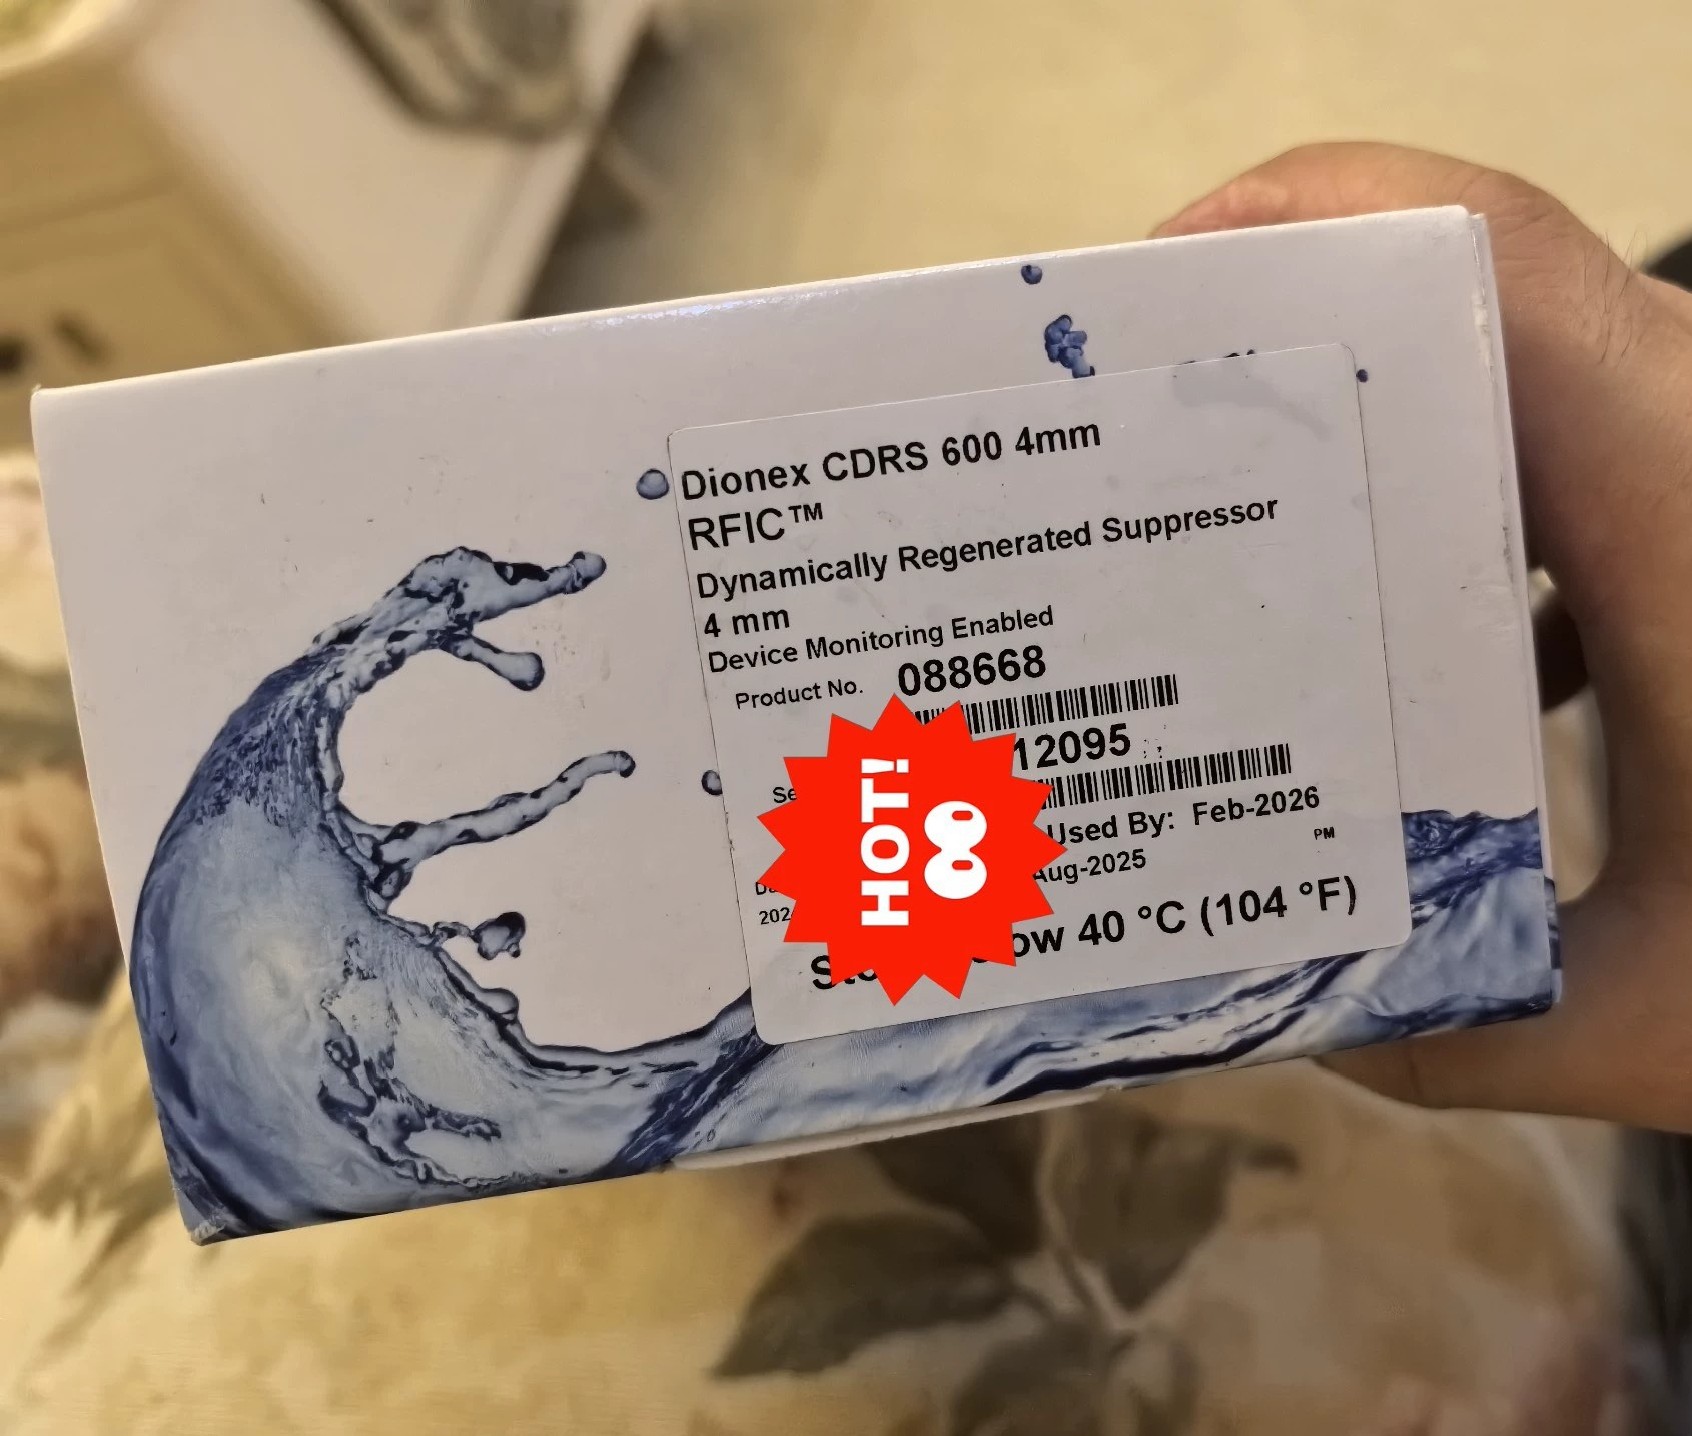 Dionex CDRS 600 4mm
RFIC™
Dynamically Regenerated Suppressor
4 mm
Device Monitoring Enabled
Product No. 088668
12095
Used By: Feb-2026
PM
Aug-2025
40 °C (104 °F)
HOT!